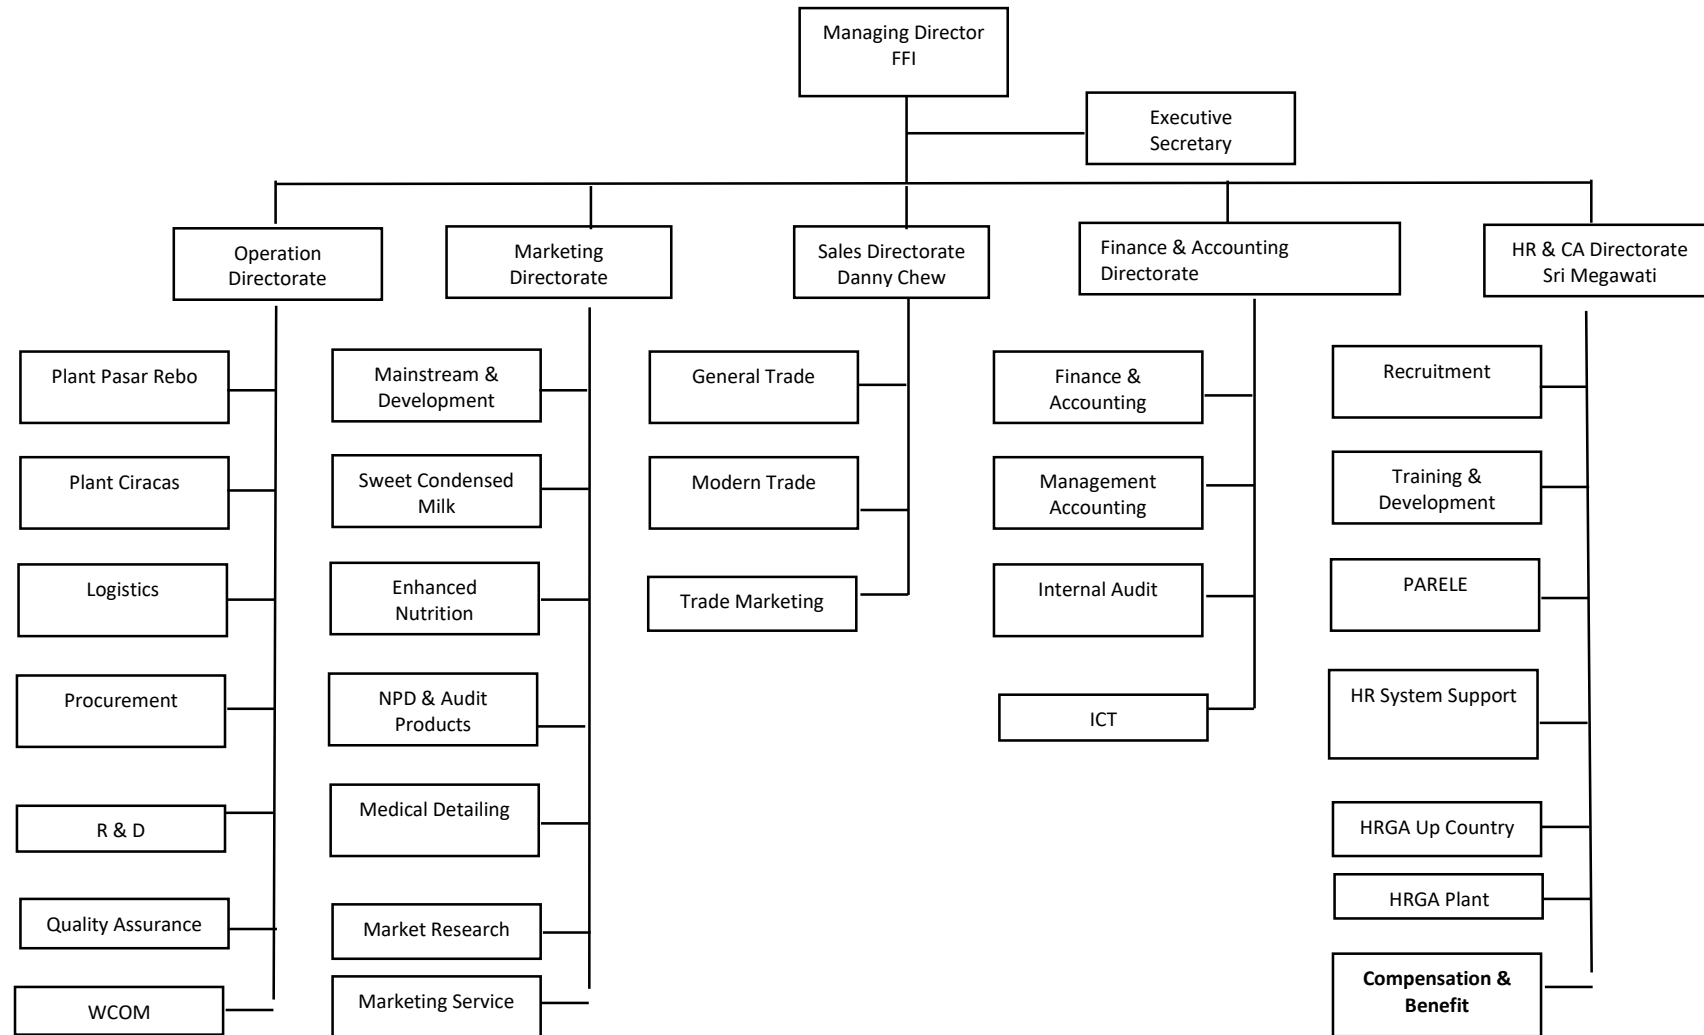 Managing Director
FFI
Executive
Secretary
Operation
Directorate
Marketing
Directorate
Sales Directorate
Danny Chew
Finance & Accounting
Directorate
HR & CA Directorate
Sri Megawati
Plant Pasar Rebo
Plant Ciracas
Logistics
Procurement
R & D
Quality Assurance
WCOM
Mainstream &
Development
Sweet Condensed
Milk
Enhanced
Nutrition
NPD & Audit
Products
Medical Detailing
Market Research
Marketing Service
General Trade
Modern Trade
Trade Marketing
Finance &
Accounting
Management
Accounting
Internal Audit
ICT
Recruitment
Training &
Development
PARELE
HR System Support
HRGA Up Country
HRGA Plant
Compensation &
Benefit